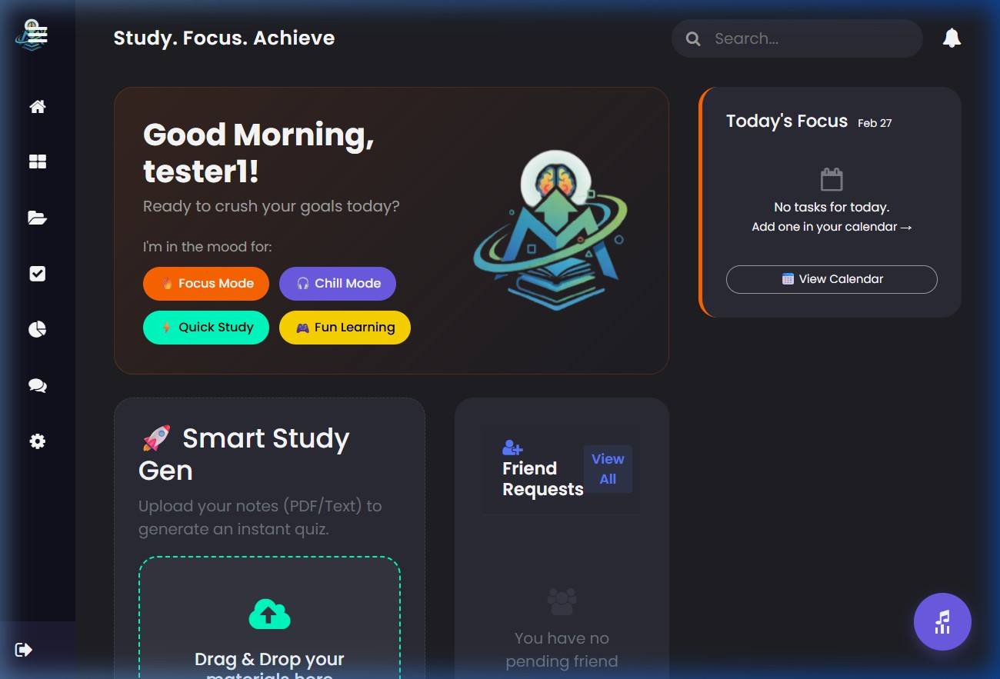 Study. Focus. Achieve
Search...
Good Morning,
tester1!
Ready to crush your goals today?
I'm in the mood for:
🔥 Focus Mode
🎧 Chill Mode
⚡ Quick Study
🎮 Fun Learning
Today's Focus Feb 27
No tasks for today.
Add one in your calendar →
📅 View Calendar
🚀 Smart Study
Gen
Upload your notes (PDF/Text) to
generate an instant quiz.
Drag & Drop your
materials here
Friend
Requests
View
All
You have no
pending friend